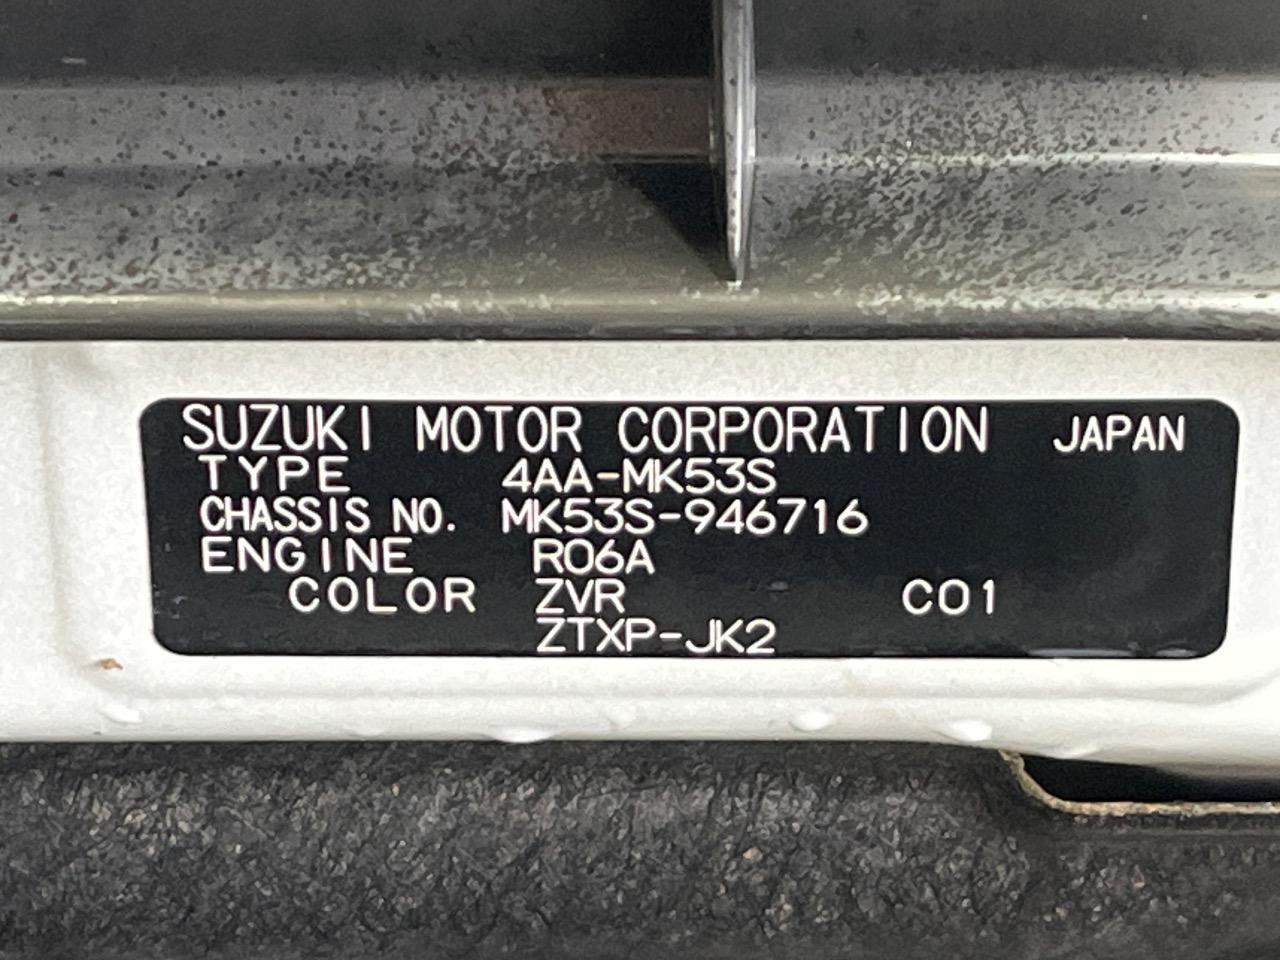 SUZUKI MOTOR CORPORATION JAPAN
TYPE 4AA-MK53S
CHASSIS NO. MK53S-946716
ENGINE R06A
COLOR ZVR C01
ZTXP-JK2